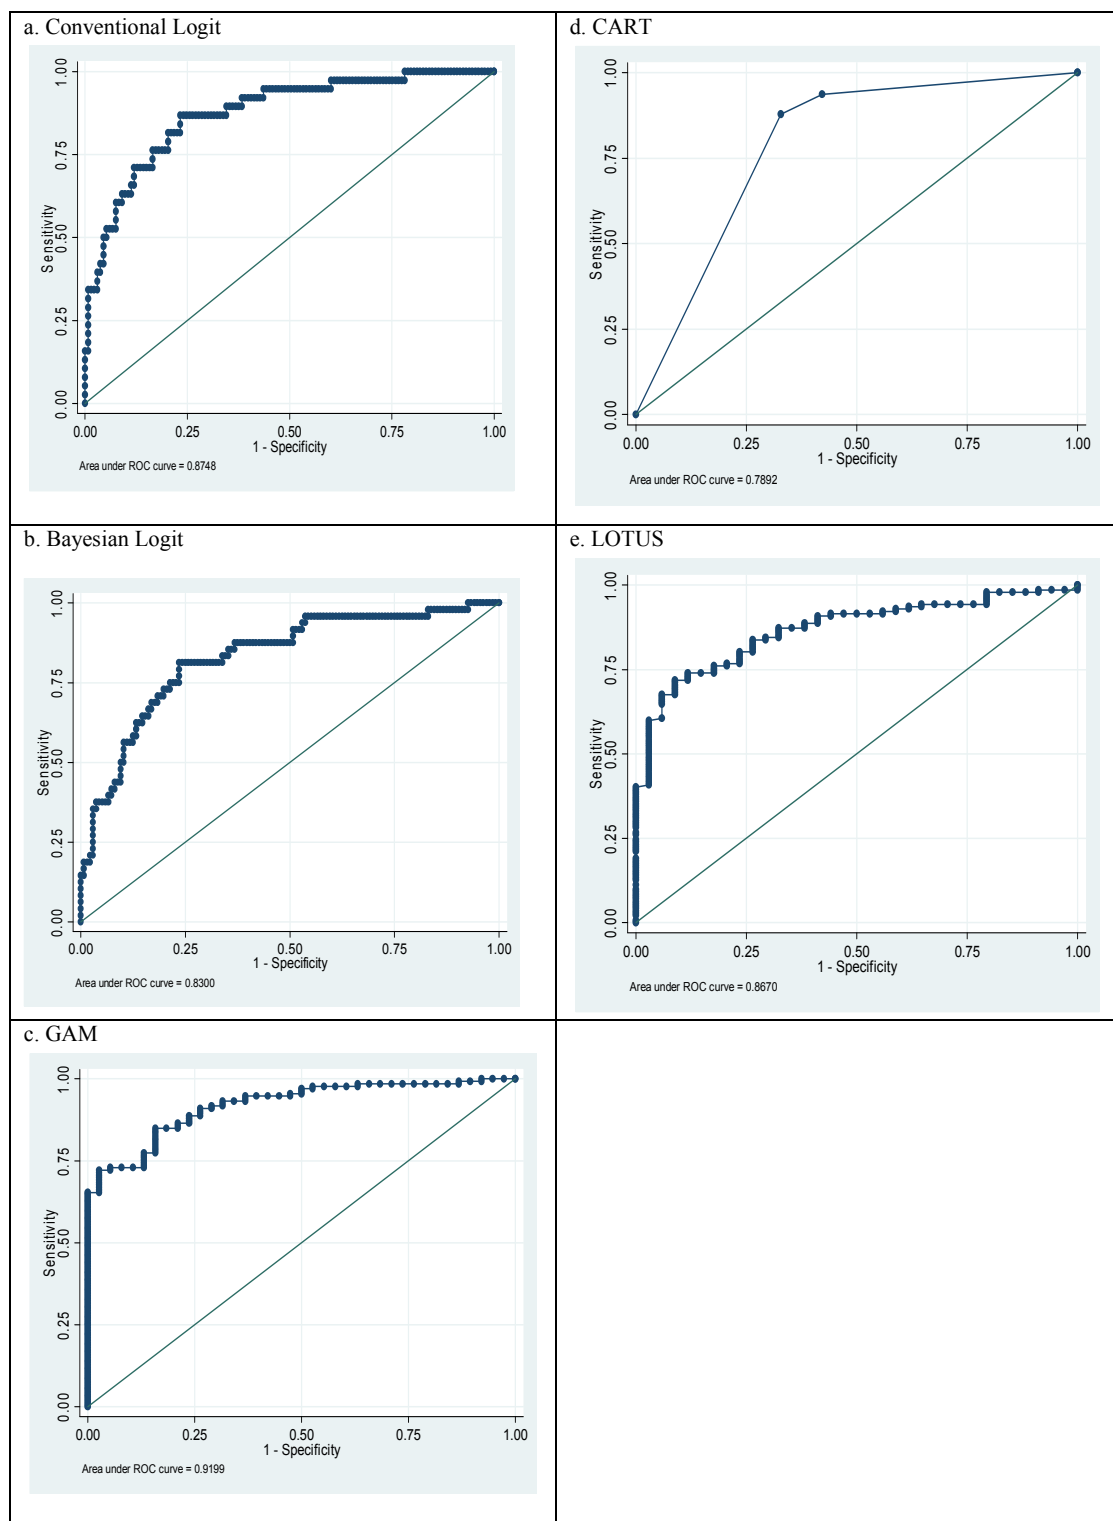 a. Conventional Logit
1.00
0.75
0.50
0.25
0.00
Sensitivity
0.00 0.25 0.50 0.75 1.00
1 - Specificity
Area under ROC curve = 0.8748
d. CART
1.00
0.75
0.50
0.25
0.00
Sensitivity
0.00 0.25 0.50 0.75 1.00
1 - Specificity
Area under ROC curve = 0.7892
b. Bayesian Logit
1.00
0.75
0.50
0.25
0.00
Sensitivity
0.00 0.25 0.50 0.75 1.00
1 - Specificity
Area under ROC curve = 0.8300
e. LOTUS
1.00
0.75
0.50
0.25
0.00
Sensitivity
0.00 0.25 0.50 0.75 1.00
1 - Specificity
Area under ROC curve = 0.8670
c. GAM
1.00
0.75
0.50
0.25
0.00
Sensitivity
0.00 0.25 0.50 0.75 1.00
1 - Specificity
Area under ROC curve = 0.9199